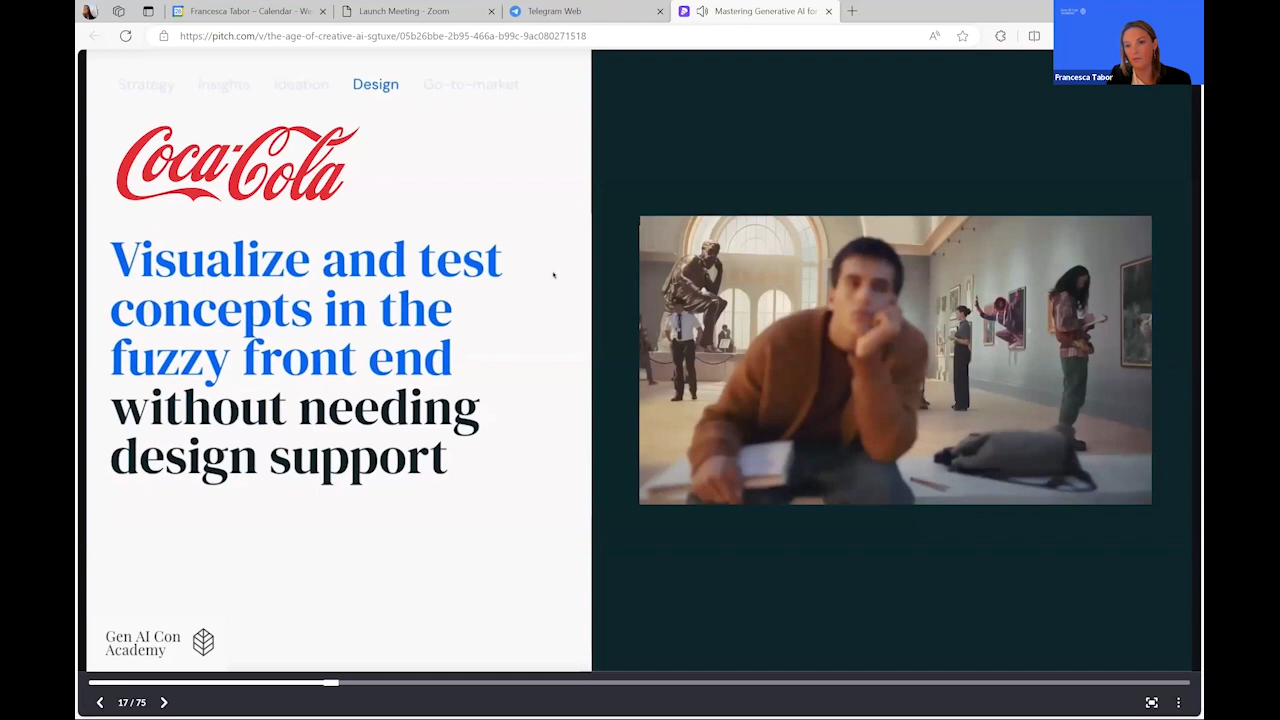 Francesca Tabor – Calendar - We
Launch Meeting - Zoom
Telegram Web
Mastering Generative AI for
https://pitch.com/v/the-age-of-creative-ai-sgtuxe/05b26bbe-2b95-466a-b99c-9ac080271518
Francesca Tabor
Strategy Insights Ideation Design Go-to-market
Coca-Cola
Visualize and test
concepts in the
fuzzy front end
without needing
design support
Gen AI Con
Academy
17 / 75